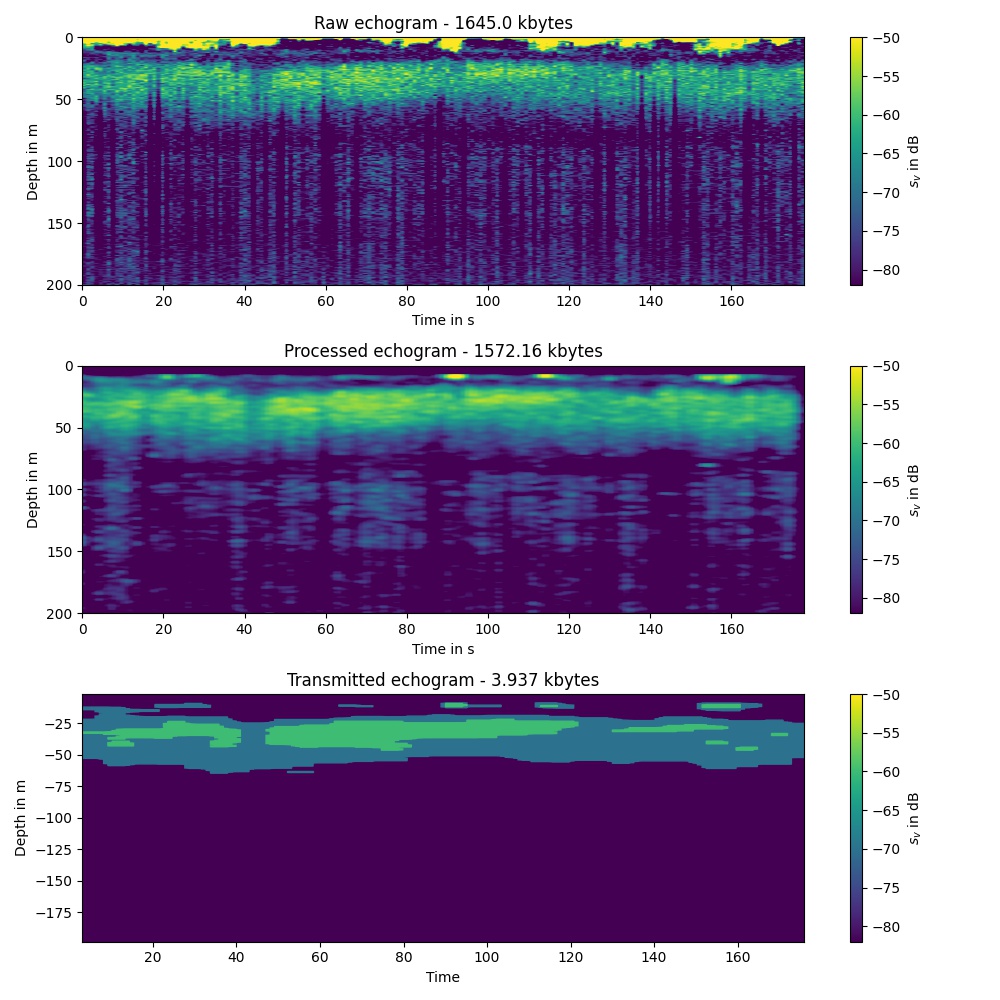 Raw echogram - 1645.0 kbytes
0
50
100
150
200
Depth in m
0 20 40 60 80 100 120 140 160
Time in s
−50
−55
−60
−65
−70
−75
−80
s_v in dB
Processed echogram - 1572.16 kbytes
0
50
100
150
200
Depth in m
0 20 40 60 80 100 120 140 160
Time in s
−50
−55
−60
−65
−70
−75
−80
s_v in dB
Transmitted echogram - 3.937 kbytes
−25
−50
−75
−100
−125
−150
−175
Depth in m
20 40 60 80 100 120 140 160
Time
−50
−55
−60
−65
−70
−75
−80
s_v in dB